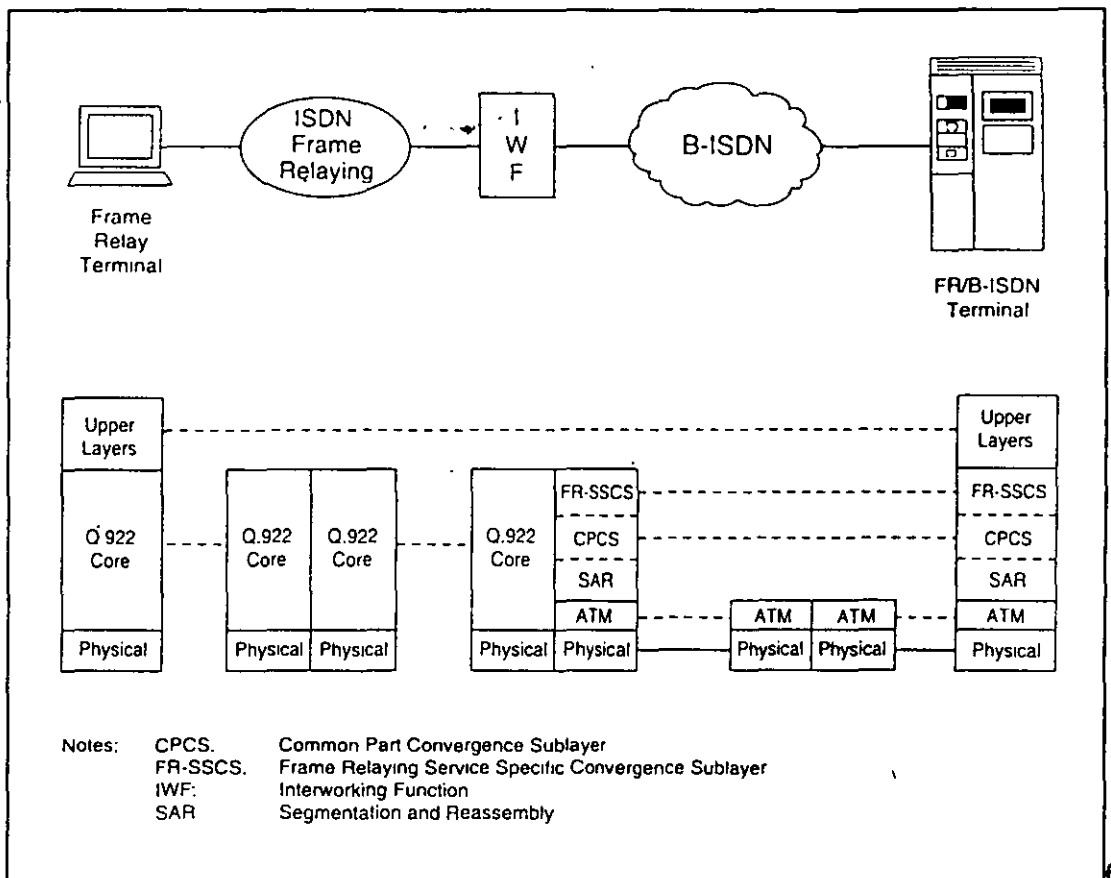 ISDN
Frame
Relaying
I
W
F
B-ISDN
Frame
Relay
Terminal
FR/B-ISDN
Terminal
Upper
Layers
Upper
Layers
Q.922
Core
Q.922
Core
Q.922
Core
Q.922
Core
FR-SSCS
CPCS
SAR
ATM
FR-SSCS
CPCS
SAR
ATM
ATM
ATM
Physical
Physical
Physical
Physical
Physical
Physical
Physical
Physical
Notes: CPCS. Common Part Convergence Sublayer
FR-SSCS. Frame Relaying Service Specific Convergence Sublayer
IWF: Interworking Function
SAR Segmentation and Reassembly